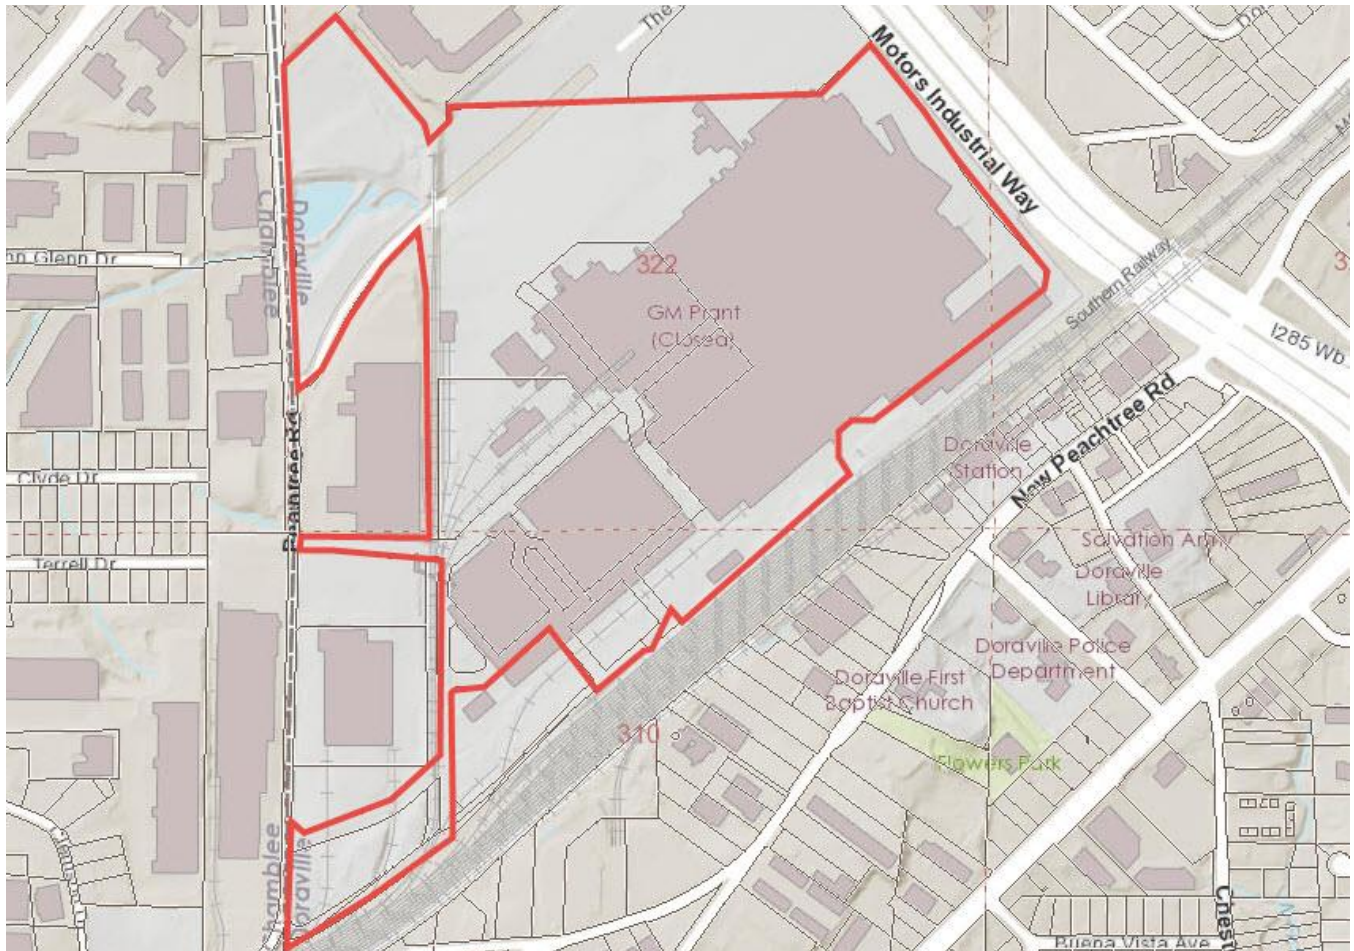 The
Motors Industrial Way
Doraville
Chamblee
Glenn Dr
322
GM Plant
(Closed)
Southern Railway
I285 Wb
New Peachtree Rd
Doraville
Station
Peachtree Rd
Clyde Dr
Terrell Dr
Salvation Army
Doraville
Library
Doraville Police
Department
Doraville First
Baptist Church
310
Flowers Park
Chamblee
Doraville
Chest
Buena Vista Ave